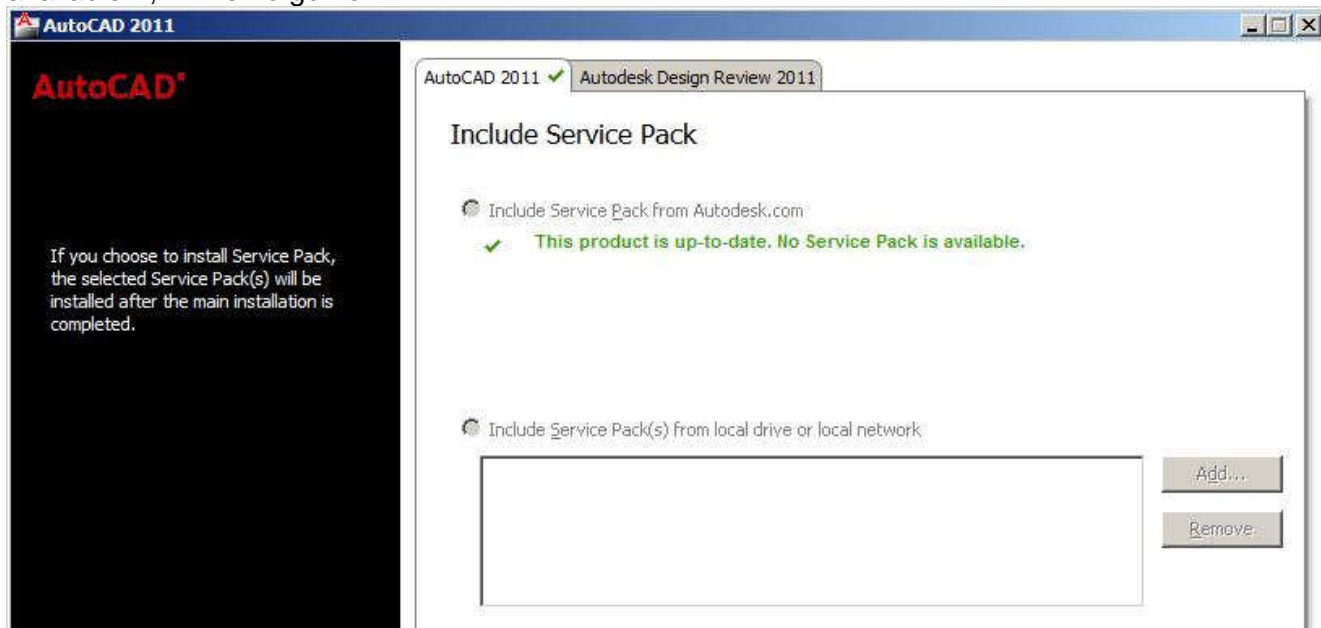 AutoCAD 2011
AutoCAD
AutoCAD 2011
Autodesk Design Review 2011
Include Service Pack
Include Service Pack from Autodesk.com
This product is up-to-date. No Service Pack is available.
If you choose to install Service Pack,
the selected Service Pack(s) will be
installed after the main installation is
completed.
Include Service Pack(s) from local drive or local network
Add...
Remove